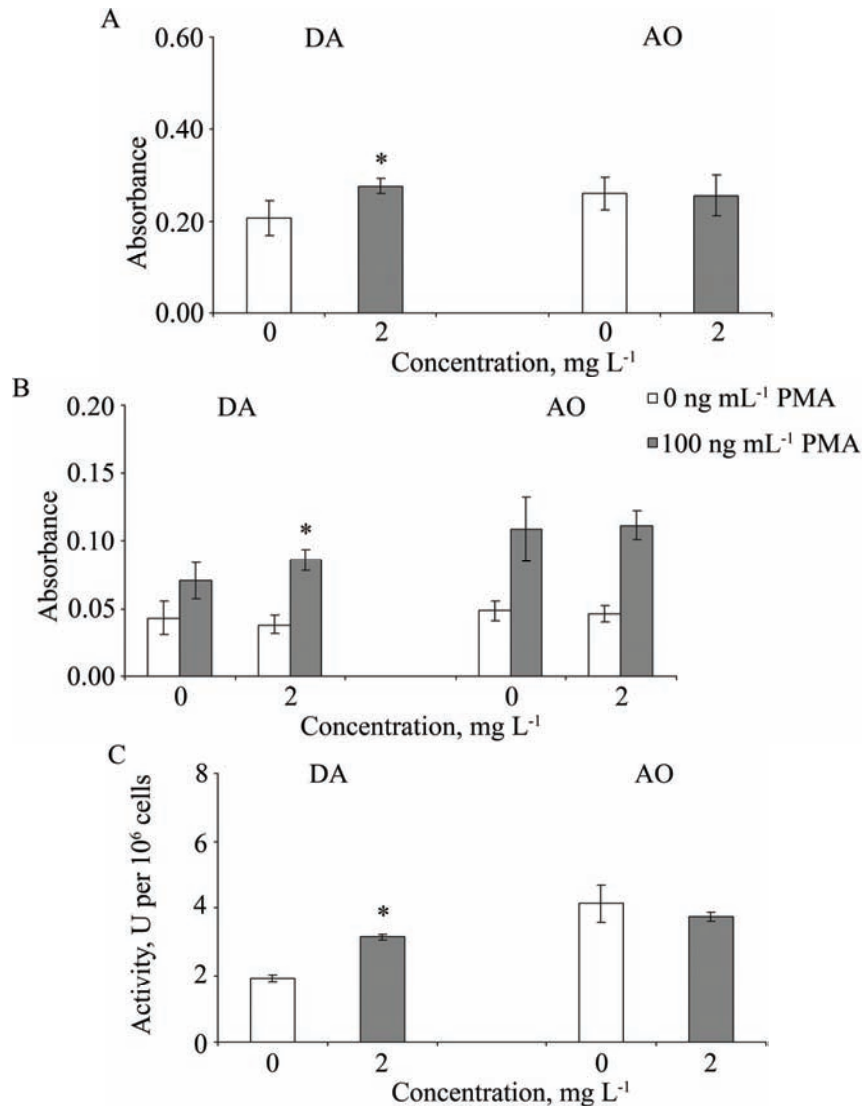 A
DA AO
0.60
0.40
0.20
0.00
Absorbance
*
0 2 0 2
Concentration, mg L⁻¹
B
DA AO
0 ng mL⁻¹ PMA
100 ng mL⁻¹ PMA
0.20
0.15
0.10
0.05
0.00
Absorbance
*
0 2 0 2
Concentration, mg L⁻¹
C
DA AO
8
6
4
2
0
Activity, U per 10⁶ cells
*
0 2 0 2
Concentration, mg L⁻¹